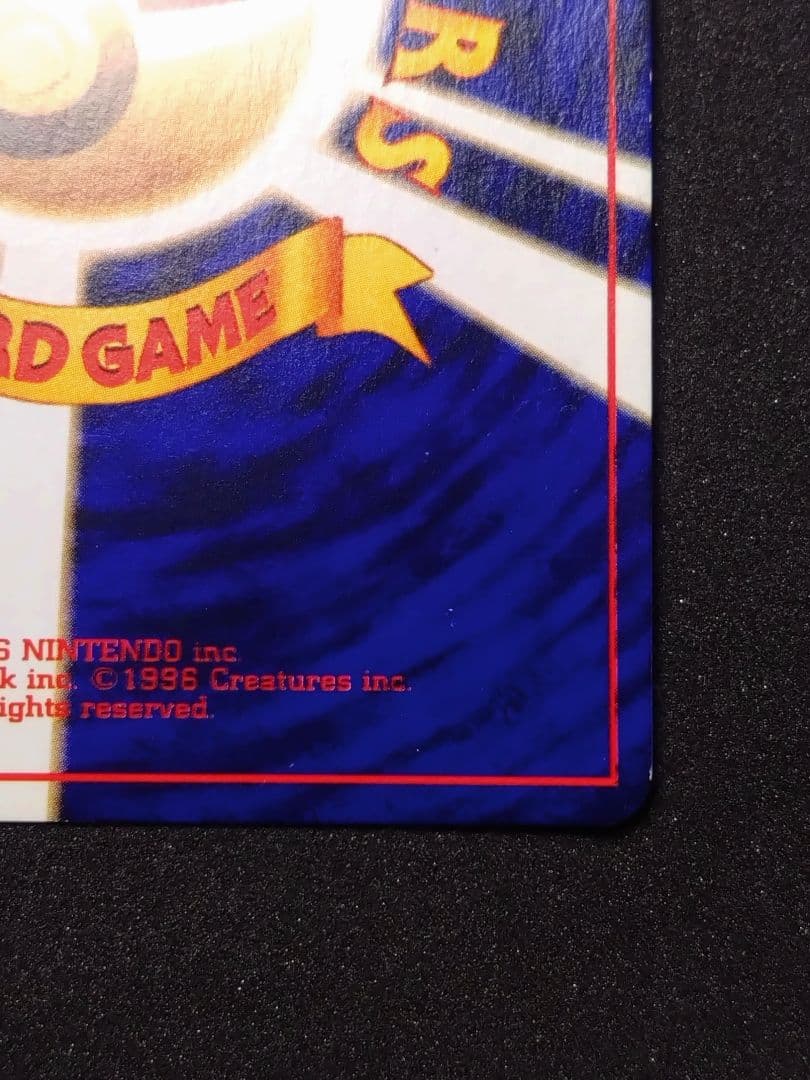 RS
RD GAME
6 NINTENDO inc.
k inc. ©1996 Creatures inc.
ights reserved.